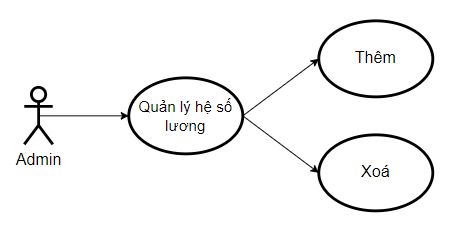 Thêm
Quản lý hệ số
lương
Admin
Xoá